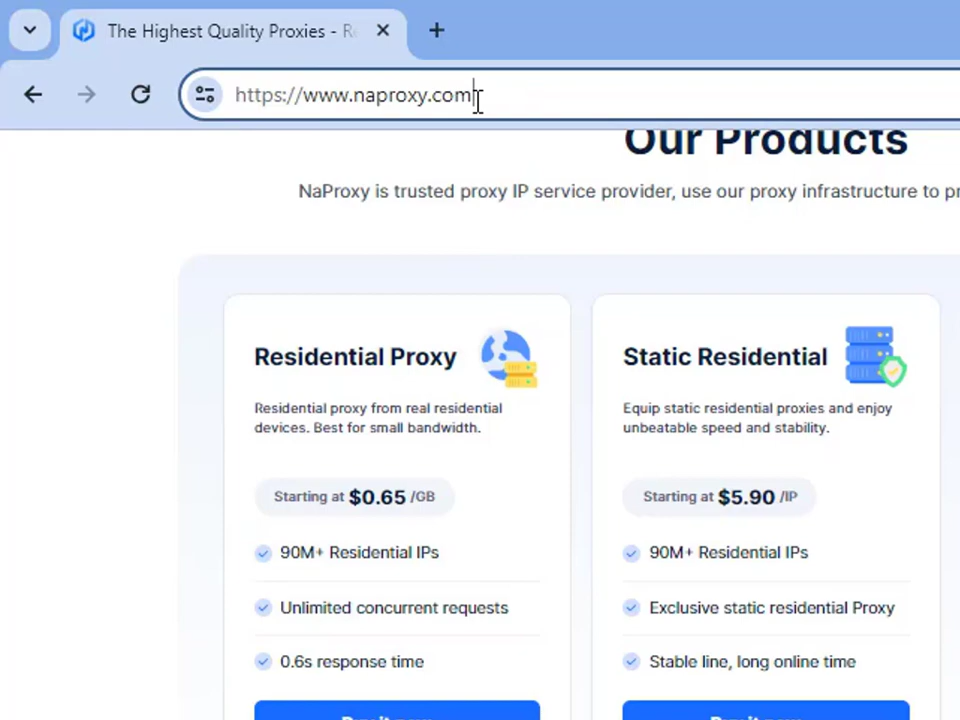 The Highest Quality Proxies - R
https://www.naproxy.com
Our Products
NaProxy is trusted proxy IP service provider, use our proxy infrastructure to pr
Residential Proxy
Residential proxy from real residential
devices. Best for small bandwidth.
Starting at $0.65 /GB
90M+ Residential IPs
Unlimited concurrent requests
0.6s response time
Static Residential
Equip static residential proxies and enjoy
unbeatable speed and stability.
Starting at $5.90 /IP
90M+ Residential IPs
Exclusive static residential Proxy
Stable line, long online time